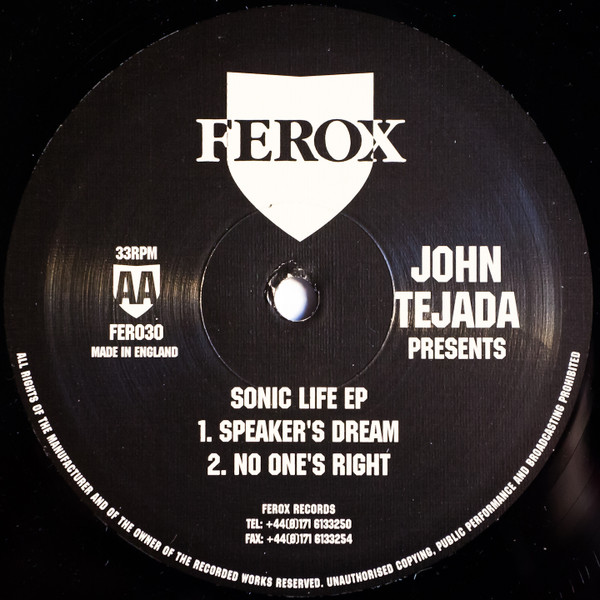 FEROX
33RPM
AA
FER030
MADE IN ENGLAND
JOHN
TEJADA
PRESENTS
SONIC LIFE EP
1. SPEAKER'S DREAM
2. NO ONE'S RIGHT
FEROX RECORDS
TEL: +44(0)171 6133250
FAX: +44(0)171 6133254
ALL RIGHTS OF THE MANUFACTURER AND OF THE OWNER OF THE RECORDED WORKS RESERVED. UNAUTHORISED COPYING, PUBLIC PERFORMANCE AND BROADCASTING PROHIBITED